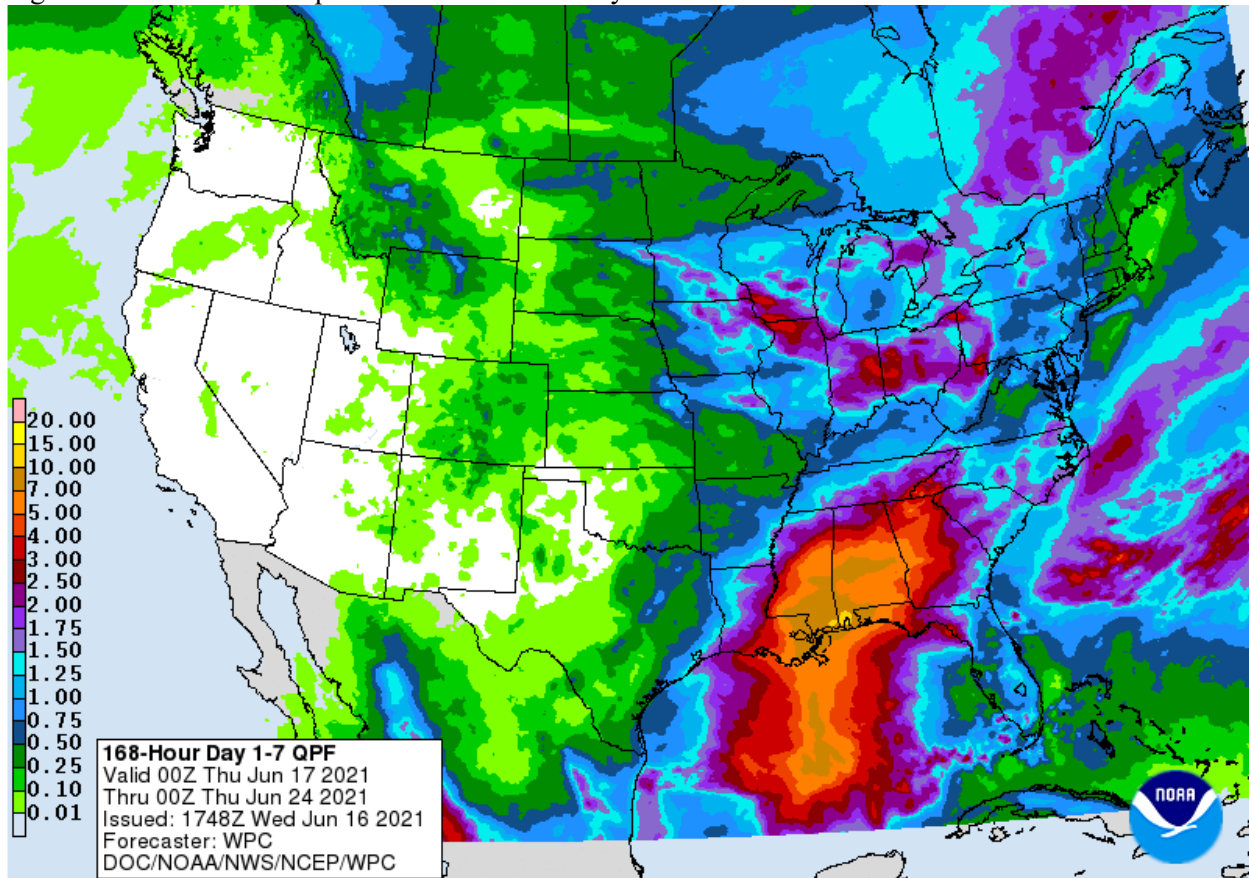 20.00
15.00
10.00
7.00
5.00
4.00
3.00
2.50
2.00
1.75
1.50
1.25
1.00
0.75
0.50
0.25
0.10
0.01
168-Hour Day 1-7 QPF
Valid 00Z Thu Jun 17 2021
Thru 00Z Thu Jun 24 2021
Issued: 1748Z Wed Jun 16 2021
Forecaster: WPC
DOC/NOAA/NWS/NCEP/WPC
NOAA